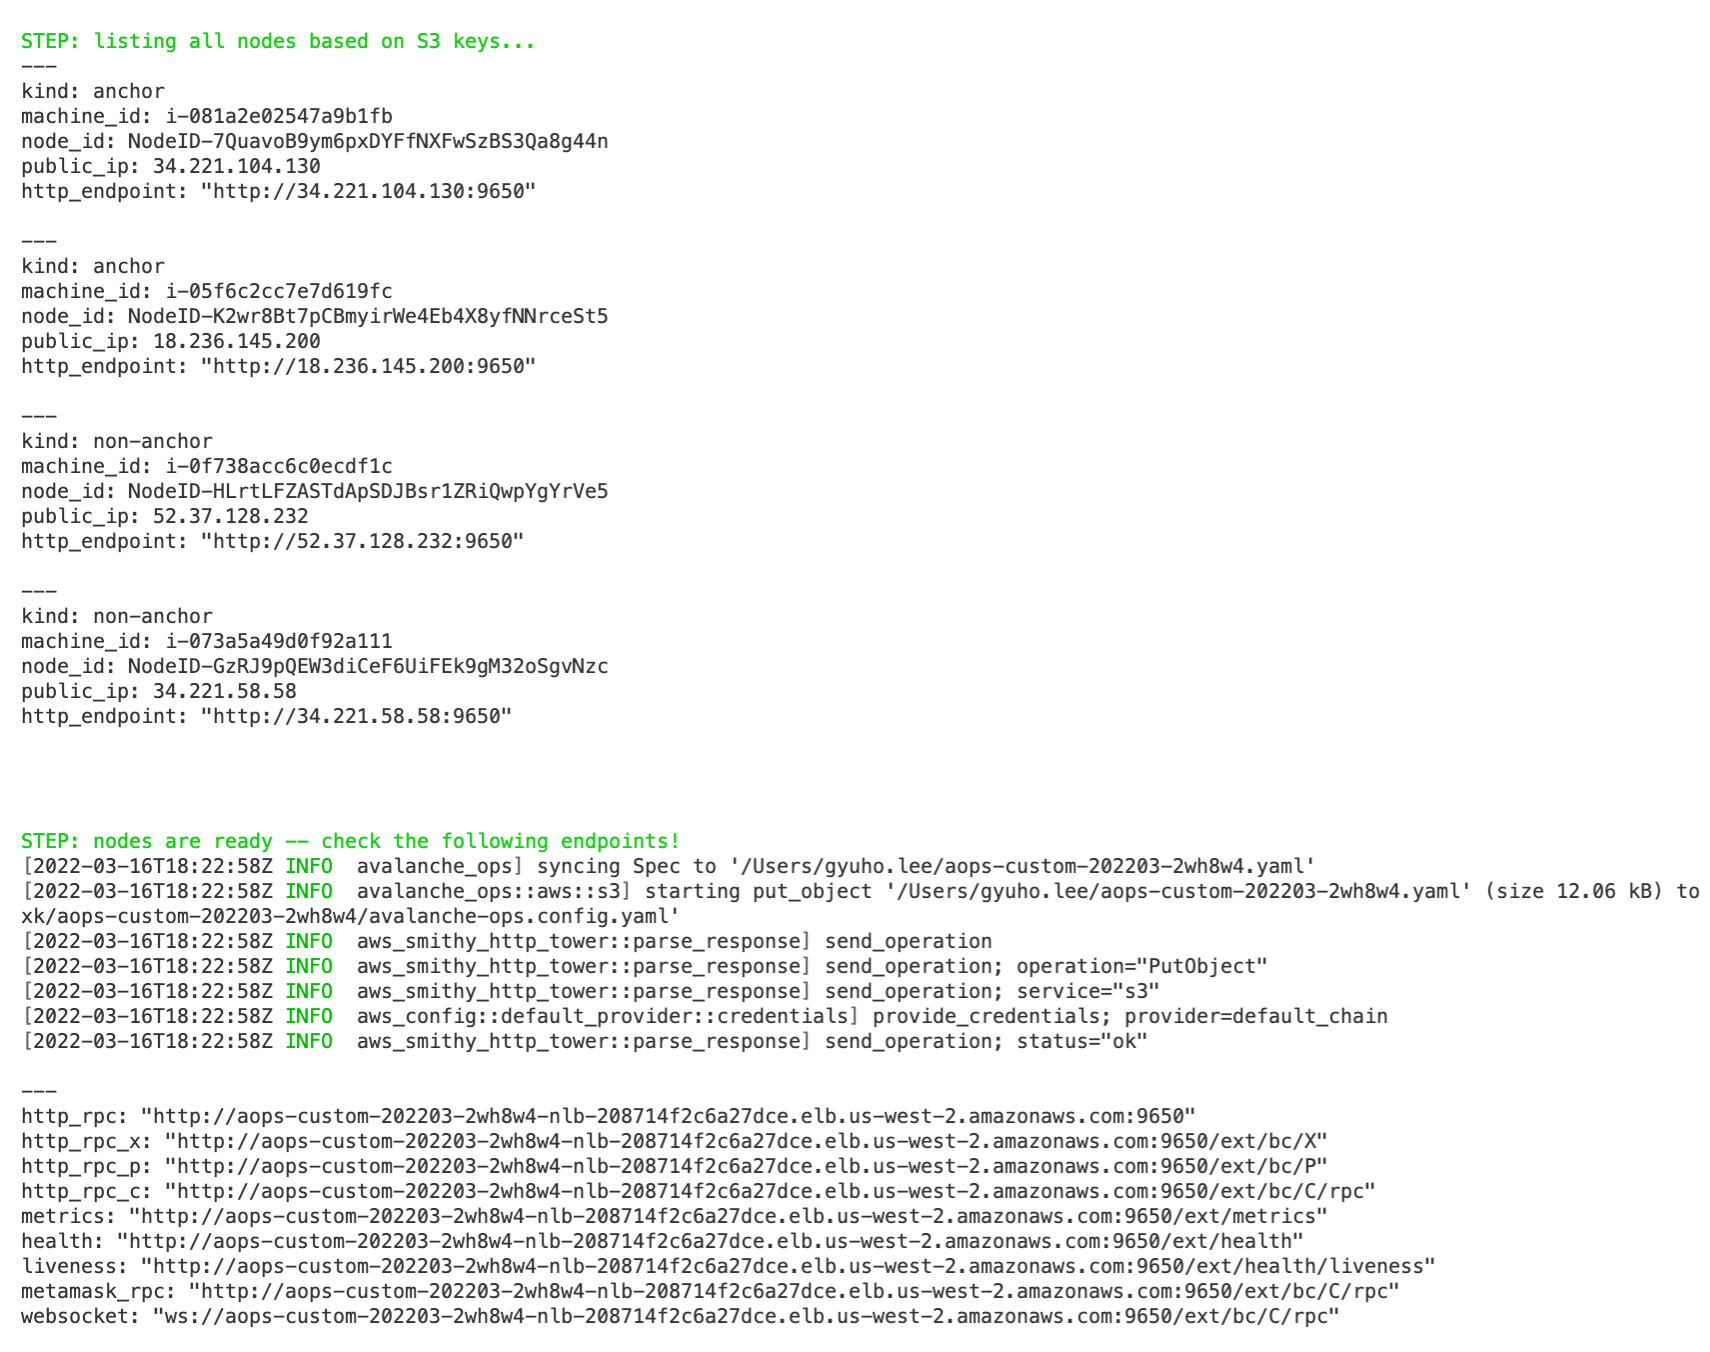 STEP: listing all nodes based on S3 keys...
---
kind: anchor
machine_id: i-081a2e02547a9b1fb
node_id: NodeID-7QuavoB9ym6pxDYFfNXFwSzBS3Qa8g44n
public_ip: 34.221.104.130
http_endpoint: "http://34.221.104.130:9650"
---
kind: anchor
machine_id: i-05f6c2cc7e7d619fc
node_id: NodeID-K2wr8Bt7pCBmyirWe4Eb4X8yfNNrceSt5
public_ip: 18.236.145.200
http_endpoint: "http://18.236.145.200:9650"
---
kind: non-anchor
machine_id: i-0f738acc6c0ecdf1c
node_id: NodeID-HLrtLFZASTdApSDJBsr1ZRiQwpYgYrVe5
public_ip: 52.37.128.232
http_endpoint: "http://52.37.128.232:9650"
---
kind: non-anchor
machine_id: i-073a5a49d0f92a111
node_id: NodeID-GzRJ9pQEW3diCeF6UiFEk9gM32oSgvNzc
public_ip: 34.221.58.58
http_endpoint: "http://34.221.58.58:9650"
STEP: nodes are ready -- check the following endpoints!
[2022-03-16T18:22:58Z INFO  avalanche_ops] syncing Spec to '/Users/gyuho.lee/aops-custom-202203-2wh8w4.yaml'
[2022-03-16T18:22:58Z INFO  avalanche_ops::aws::s3] starting put_object '/Users/gyuho.lee/aops-custom-202203-2wh8w4.yaml' (size 12.06 kB) to
xk/aops-custom-202203-2wh8w4/avalanche-ops.config.yaml'
[2022-03-16T18:22:58Z INFO  aws_smithy_http_tower::parse_response] send_operation
[2022-03-16T18:22:58Z INFO  aws_smithy_http_tower::parse_response] send_operation; operation="PutObject"
[2022-03-16T18:22:58Z INFO  aws_smithy_http_tower::parse_response] send_operation; service="s3"
[2022-03-16T18:22:58Z INFO  aws_config::default_provider::credentials] provide_credentials; provider=default_chain
[2022-03-16T18:22:58Z INFO  aws_smithy_http_tower::parse_response] send_operation; status="ok"
---
http_rpc: "http://aops-custom-202203-2wh8w4-nlb-208714f2c6a27dce.elb.us-west-2.amazonaws.com:9650"
http_rpc_x: "http://aops-custom-202203-2wh8w4-nlb-208714f2c6a27dce.elb.us-west-2.amazonaws.com:9650/ext/bc/X"
http_rpc_p: "http://aops-custom-202203-2wh8w4-nlb-208714f2c6a27dce.elb.us-west-2.amazonaws.com:9650/ext/bc/P"
http_rpc_c: "http://aops-custom-202203-2wh8w4-nlb-208714f2c6a27dce.elb.us-west-2.amazonaws.com:9650/ext/bc/C/rpc"
metrics: "http://aops-custom-202203-2wh8w4-nlb-208714f2c6a27dce.elb.us-west-2.amazonaws.com:9650/ext/metrics"
health: "http://aops-custom-202203-2wh8w4-nlb-208714f2c6a27dce.elb.us-west-2.amazonaws.com:9650/ext/health"
liveness: "http://aops-custom-202203-2wh8w4-nlb-208714f2c6a27dce.elb.us-west-2.amazonaws.com:9650/ext/health/liveness"
metamask_rpc: "http://aops-custom-202203-2wh8w4-nlb-208714f2c6a27dce.elb.us-west-2.amazonaws.com:9650/ext/bc/C/rpc"
websocket: "ws://aops-custom-202203-2wh8w4-nlb-208714f2c6a27dce.elb.us-west-2.amazonaws.com:9650/ext/bc/C/rpc"